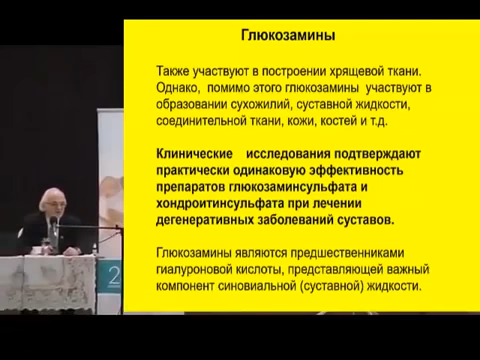 Глюкозамины
Также участвуют в построении хрящевой ткани.
Однако, помимо этого глюкозамины участвуют в
образовании сухожилий, суставной жидкости,
соединительной ткани, кожи, костей и т.д.
Клинические исследования подтверждают
практически одинаковую эффективность
препаратов глюкозаминсульфата и
хондроитинсульфата при лечении
дегенеративных заболеваний суставов.
Глюкозамины являются предшественниками
гиалуроновой кислоты, представляющей важный
компонент синовиальной (суставной) жидкости.
2